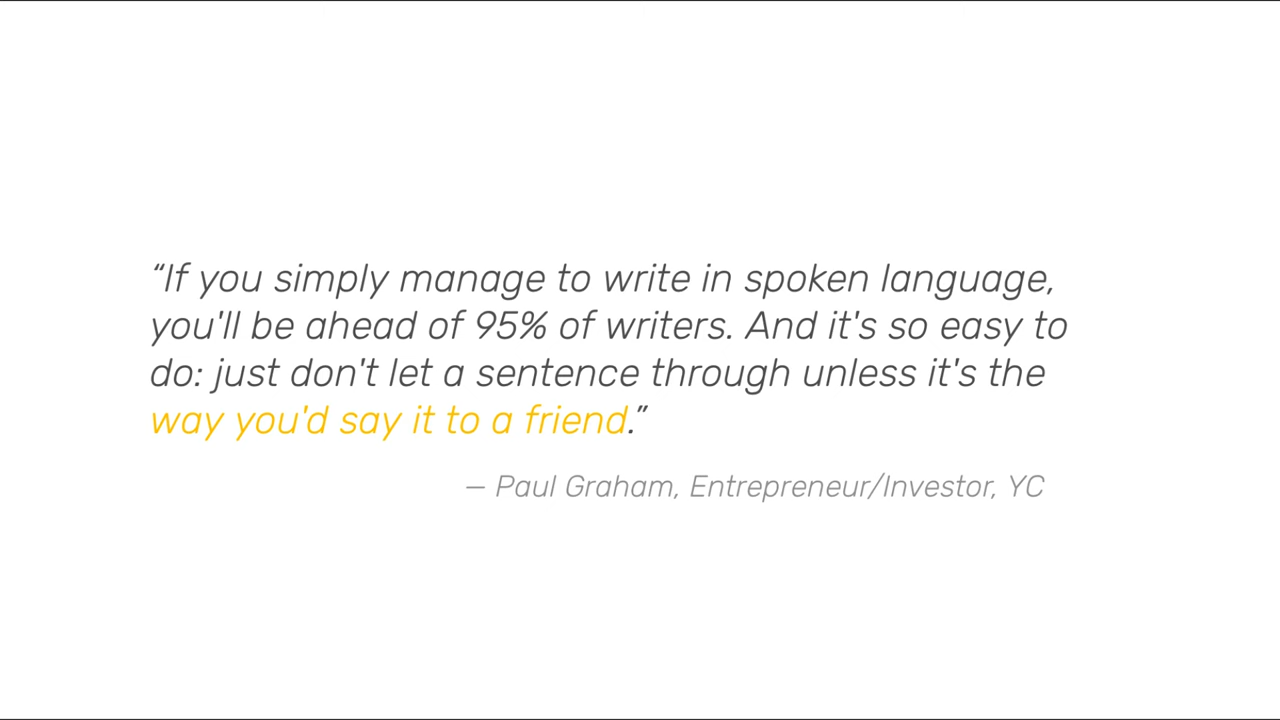 “If you simply manage to write in spoken language,
you'll be ahead of 95% of writers. And it's so easy to
do: just don't let a sentence through unless it's the
way you'd say it to a friend.”
– Paul Graham, Entrepreneur/Investor, YC